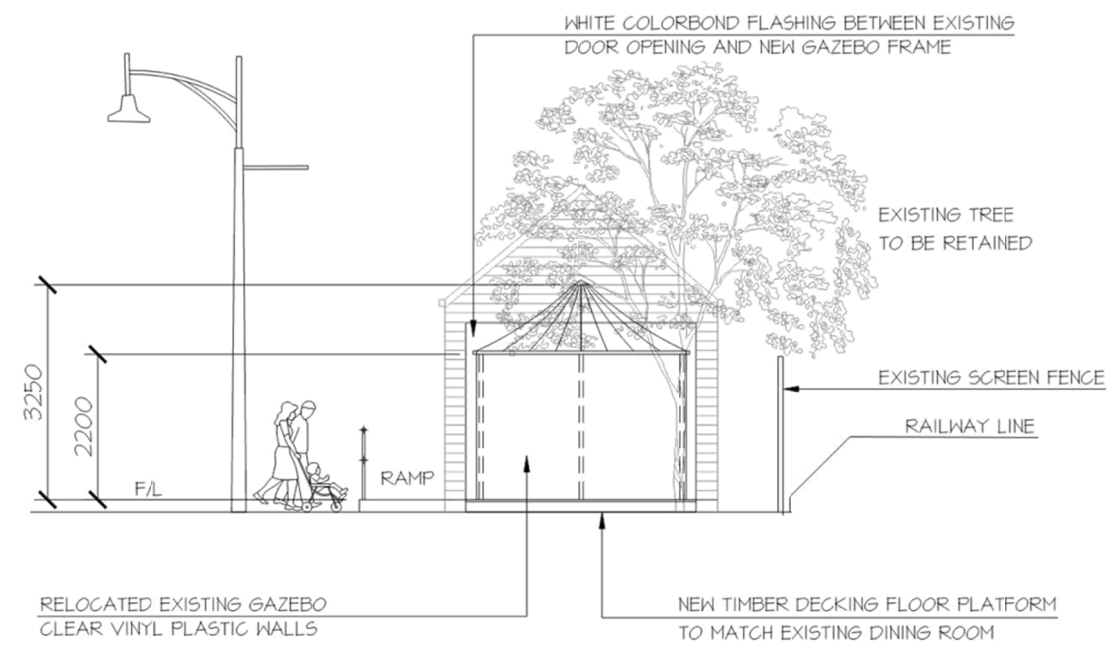 WHITE COLORBOND FLASHING BETWEEN EXISTING
DOOR OPENING AND NEW GAZEBO FRAME
EXISTING TREE
TO BE RETAINED
3250
2200
EXISTING SCREEN FENCE
RAILWAY LINE
RAMP
F/L
RELOCATED EXISTING GAZEBO
CLEAR VINYL PLASTIC WALLS
NEW TIMBER DECKING FLOOR PLATFORM
TO MATCH EXISTING DINING ROOM